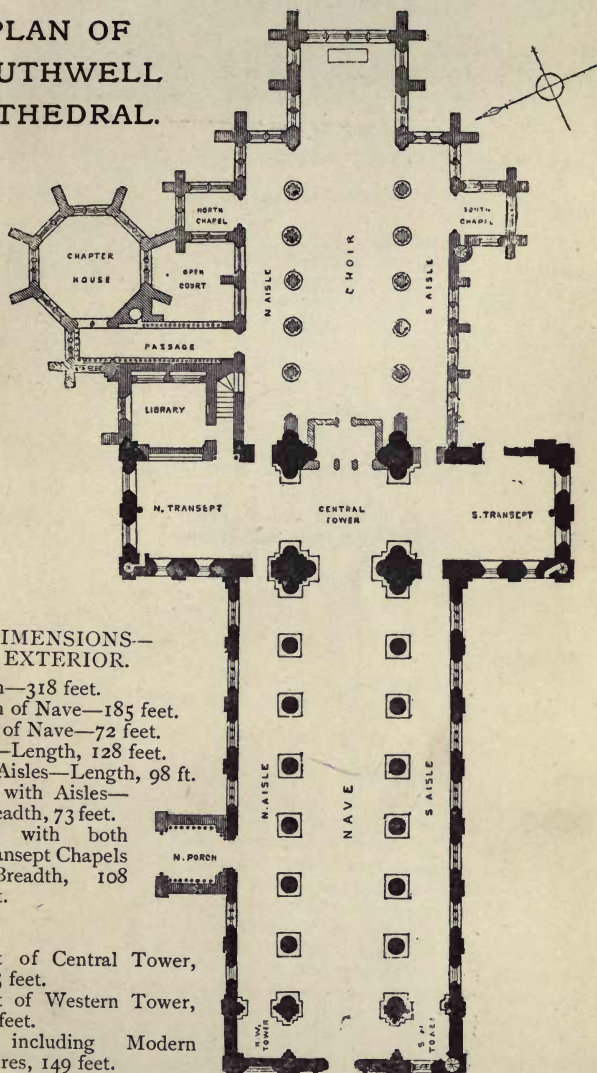 PLAN OF
UTHWELL
THEDRAL.
NORTH
CHAPEL
SOUTH
CHAPEL
CHAPTER
HOUSE
OPEN
COURT
N AISLE
CHOIR
S AISLE
PASSAGE
LIBRARY
N. TRANSEPT
CENTRAL
TOWER
S. TRANSEPT
IMENSIONS—
EXTERIOR.
n—318 feet.
n of Nave—185 feet.
of Nave—72 feet.
–Length, 128 feet.
Aisles—Length, 98 ft.
with Aisles—
eadth, 73 feet.
with both
ansept Chapels
Breadth, 108
t.
N. AISLE
NAVE
S AISLE
N. PORCH
t of Central Tower,
5 feet.
t of Western Tower,
feet.
including Modern
res, 149 feet.
N.W.
TOWER
TOWER